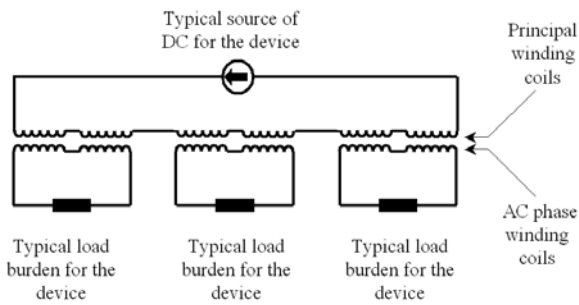 Typical source of
DC for the device
Principal
winding
coils
AC phase
winding
coils
Typical load
burden for the
device
Typical load
burden for the
device
Typical load
burden for the
device